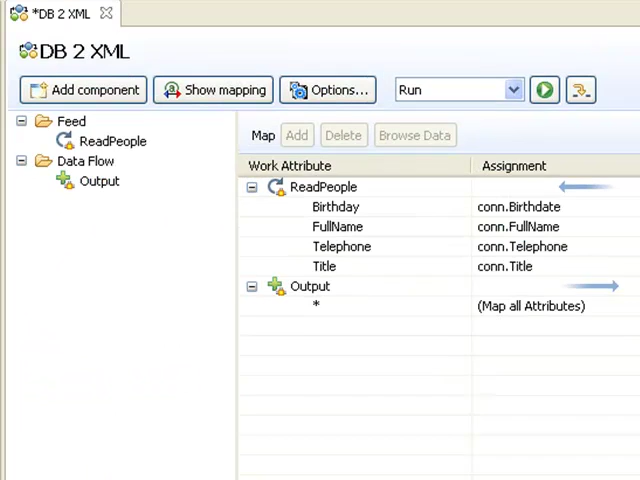 *DB 2 XML
DB 2 XML
Add component Show mapping Options... Run
Feed
ReadPeople
Data Flow
Output
Map Add Delete Browse Data
Work Attribute Assignment
ReadPeople
Birthday conn.Birthdate
FullName conn.FullName
Telephone conn.Telephone
Title conn.Title
Output
* (Map all Attributes)